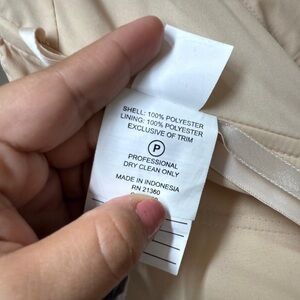 SHELL: 100% POLYESTER
LINING: 100% POLYESTER
EXCLUSIVE OF TRIM
P
PROFESSIONAL
DRY CLEAN ONLY
MADE IN INDONESIA
RN 21360